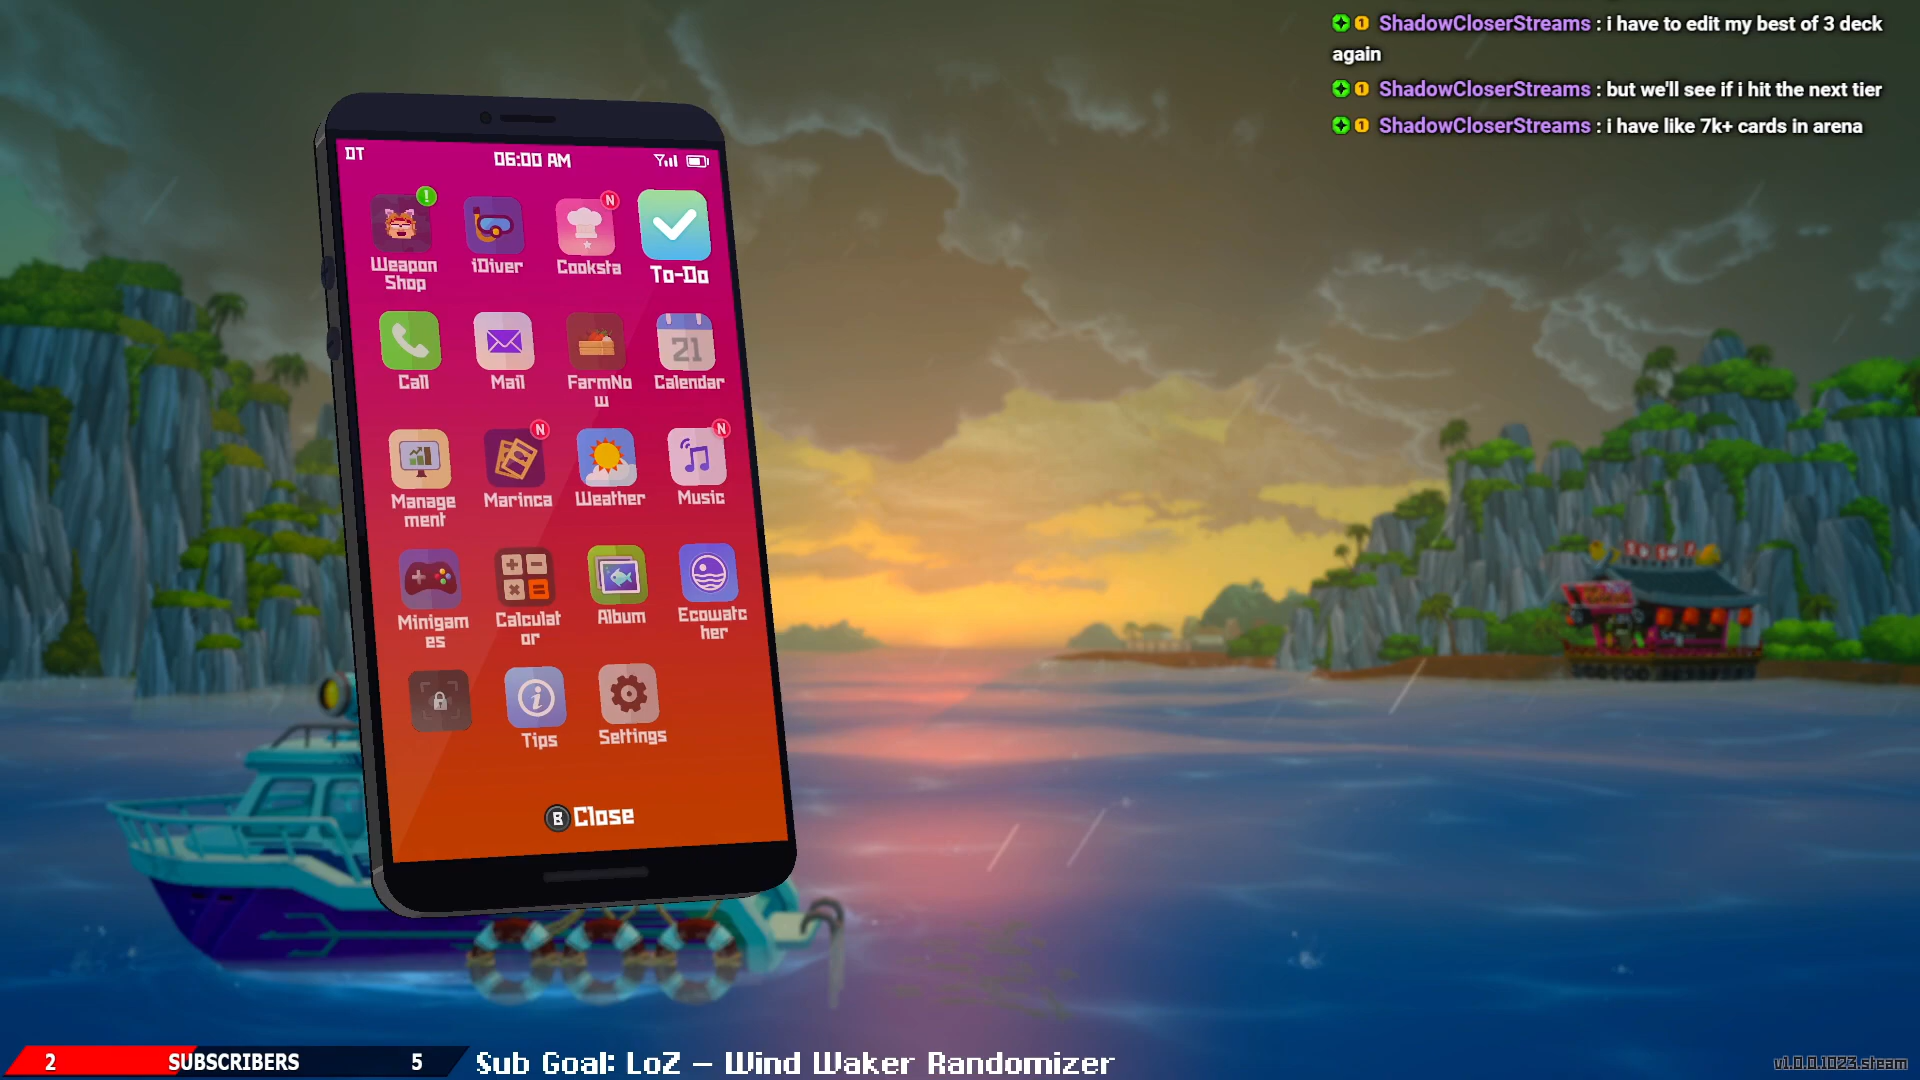 ShadowCloserStreams : i have to edit my best of 3 deck
again
ShadowCloserStreams : but we'll see if i hit the next tier
ShadowCloserStreams : i have like 7k+ cards in arena
DT 06:00 AM
Weapon
Shop
iDiver
Cooksta
To-Do
Call
Mail
FarmNo
w
Calendar
21
Manage
ment
Marinca
Weather
Music
Minigam
es
Calculat
or
Album
Ecowatc
her
Tips
Settings
B Close
2 SUBSCRIBERS 5
Sub Goal: LoZ – Wind Waker Randomizer
v1.0.0.1023.steam